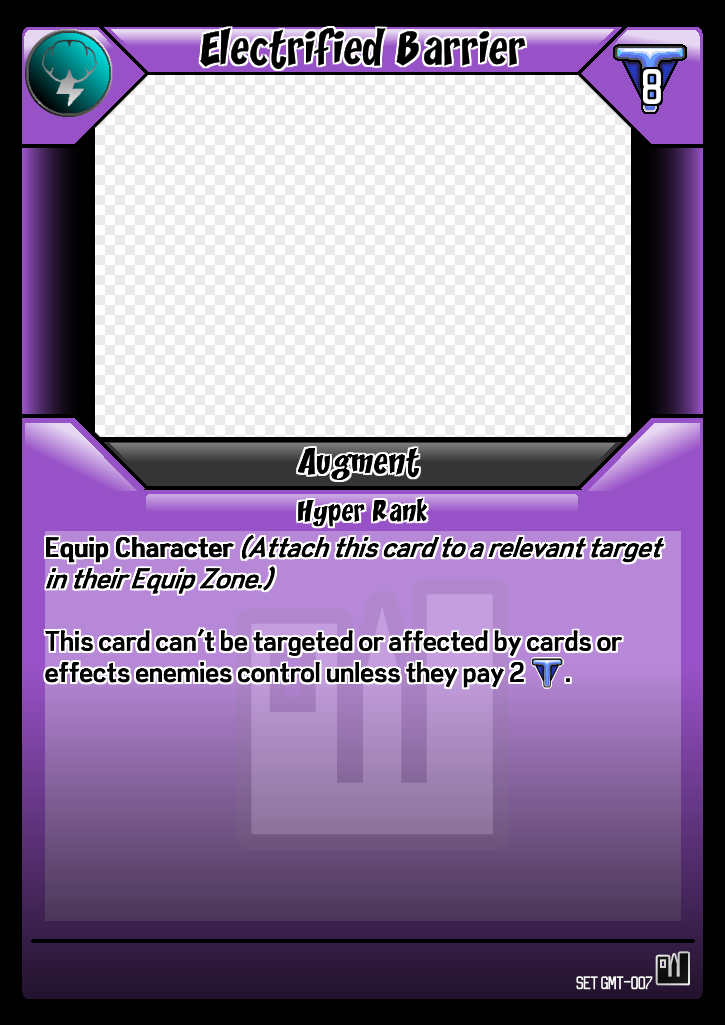 Electrified Barrier
8
Augment
Hyper Rank
Equip Character (Attach this card to a relevant target
in their Equip Zone.)
This card can't be targeted or affected by cards or
effects enemies control unless they pay 2 T.
SET GMT-007